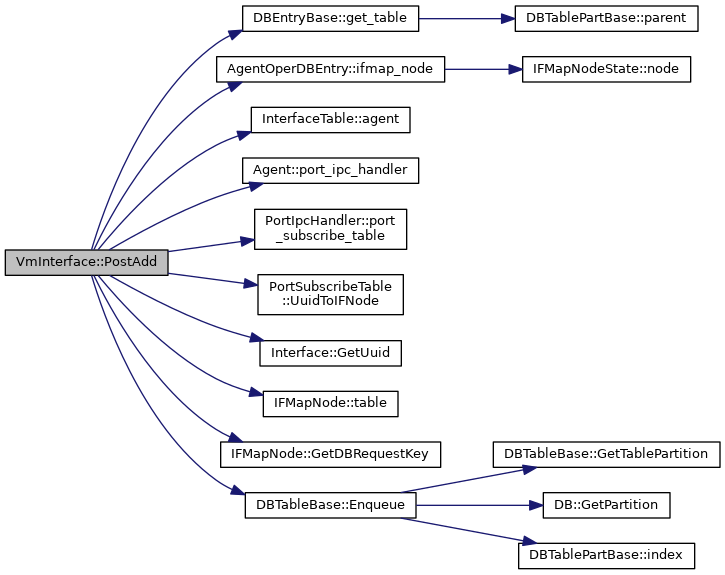 VmInterface::PostAdd
DBEntryBase::get_table
DBTablePartBase::parent
AgentOperDBEntry::ifmap_node
IFMapNodeState::node
InterfaceTable::agent
Agent::port_ipc_handler
PortIpcHandler::port
_subscribe_table
PortSubscribeTable
::UuidToIFNode
Interface::GetUuid
IFMapNode::table
IFMapNode::GetDBRequestKey
DBTableBase::Enqueue
DBTableBase::GetTablePartition
DB::GetPartition
DBTablePartBase::index